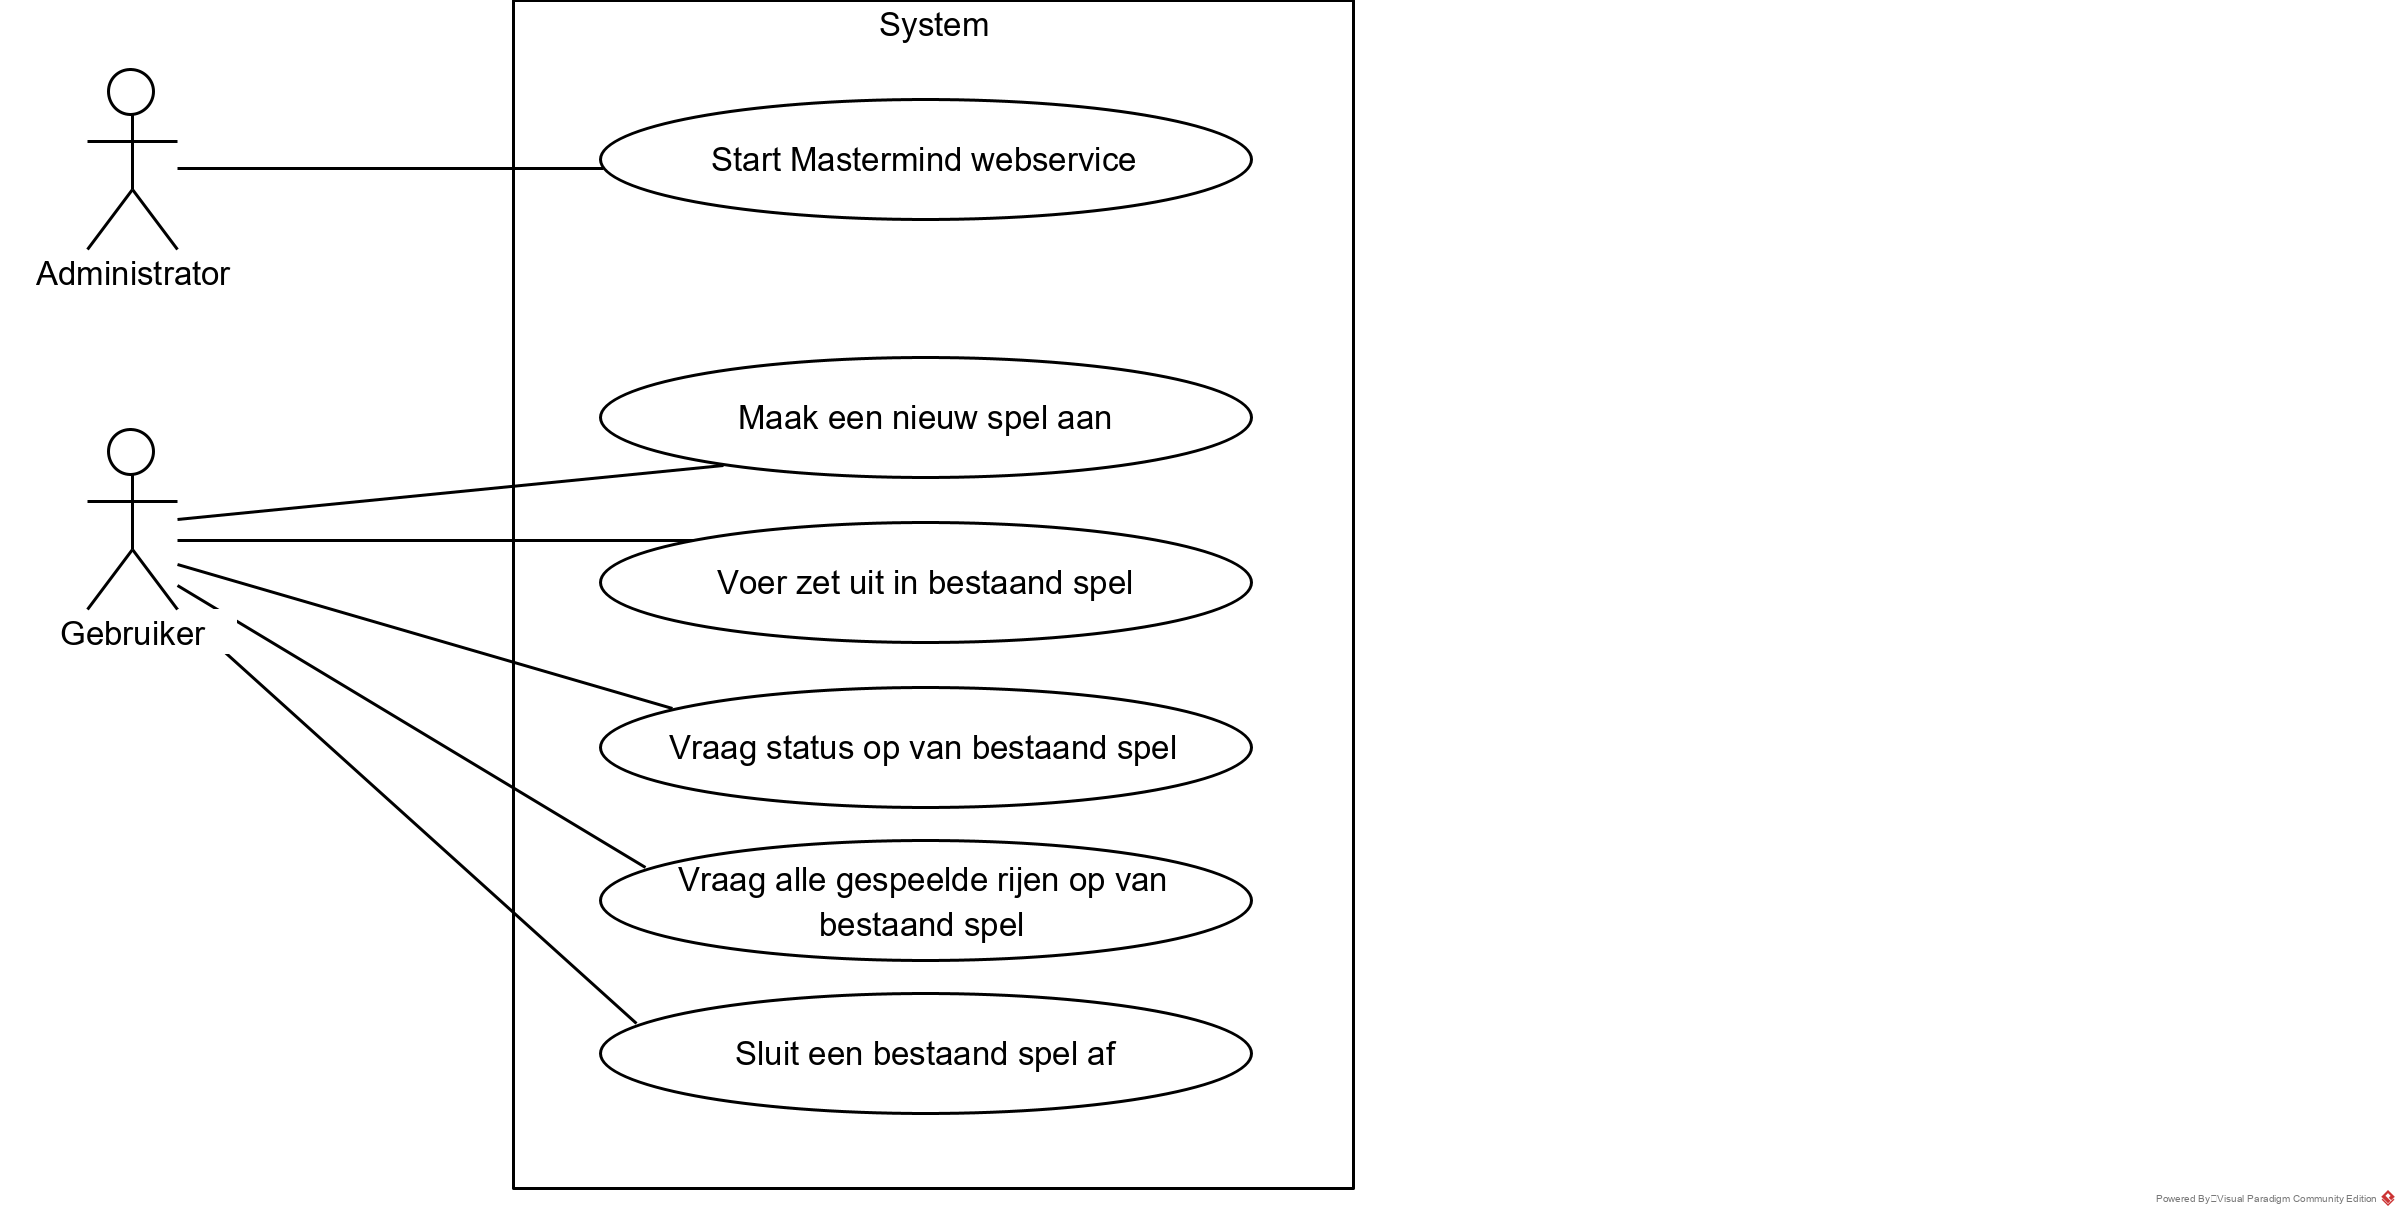 System
Start Mastermind webservice
Administrator
Maak een nieuw spel aan
Voer zet uit in bestaand spel
Gebruiker
Vraag status op van bestaand spel
Vraag alle gespeelde rijen op van
bestaand spel
Sluit een bestaand spel af
Powered By Visual Paradigm Community Edition